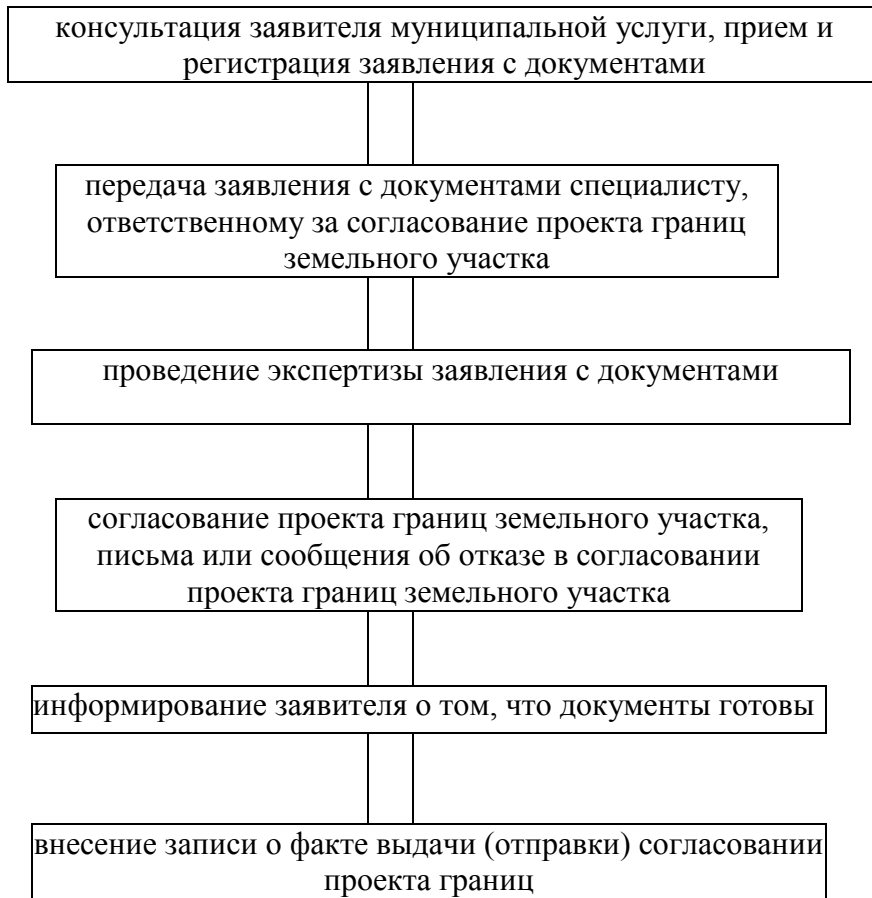 консультация заявителя муниципальной услуги, прием и
регистрация заявления с документами
передача заявления с документами специалисту,
ответственному за согласование проекта границ
земельного участка
проведение экспертизы заявления с документами
согласование проекта границ земельного участка,
письма или сообщения об отказе в согласовании
проекта границ земельного участка
информирование заявителя о том, что документы готовы
внесение записи о факте выдачи (отправки) согласовании
проекта границ